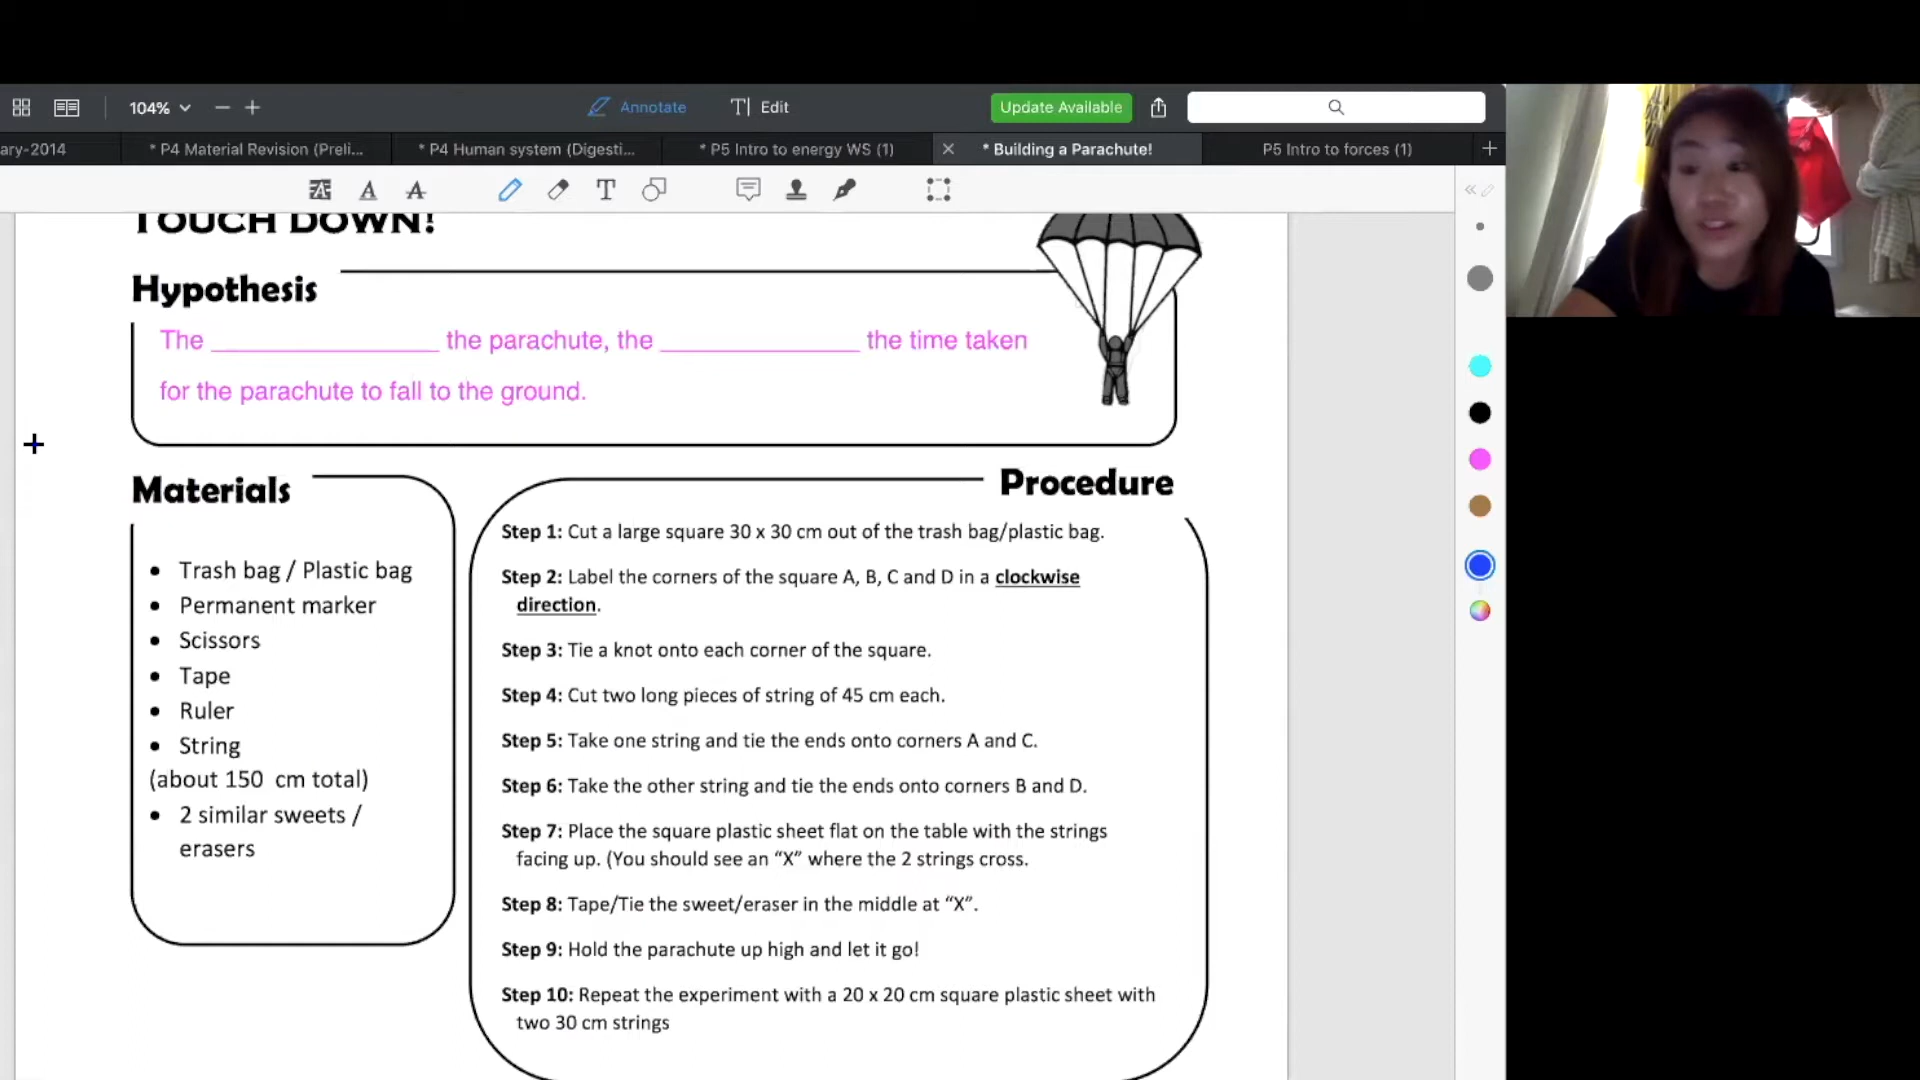 104%
Annotate
T| Edit
Update Available
ary-2014
* P4 Material Revision (Preli...
* P4 Human system (Digesti...
* P5 Intro to energy WS (1)
* Building a Parachute!
P5 Intro to forces (1)
TOUCH DOWN!
Hypothesis
The ________________ the parachute, the ______________ the time taken
for the parachute to fall to the ground.
Materials
• Trash bag / Plastic bag
• Permanent marker
• Scissors
• Tape
• Ruler
• String
(about 150 cm total)
• 2 similar sweets /
erasers
Procedure
Step 1: Cut a large square 30 x 30 cm out of the trash bag/plastic bag.
Step 2: Label the corners of the square A, B, C and D in a clockwise
direction.
Step 3: Tie a knot onto each corner of the square.
Step 4: Cut two long pieces of string of 45 cm each.
Step 5: Take one string and tie the ends onto corners A and C.
Step 6: Take the other string and tie the ends onto corners B and D.
Step 7: Place the square plastic sheet flat on the table with the strings
facing up. (You should see an “X” where the 2 strings cross.
Step 8: Tape/Tie the sweet/eraser in the middle at “X”.
Step 9: Hold the parachute up high and let it go!
Step 10: Repeat the experiment with a 20 x 20 cm square plastic sheet with
two 30 cm strings